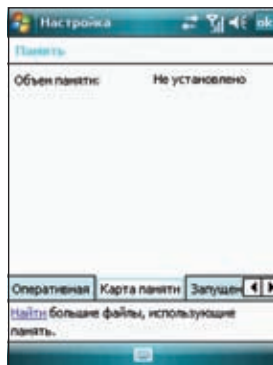 Настройка ok
Память
Объем памяти: Не установлено
Оперативная Карта памяти Запущен
Найти большие файлы, использующие
память.